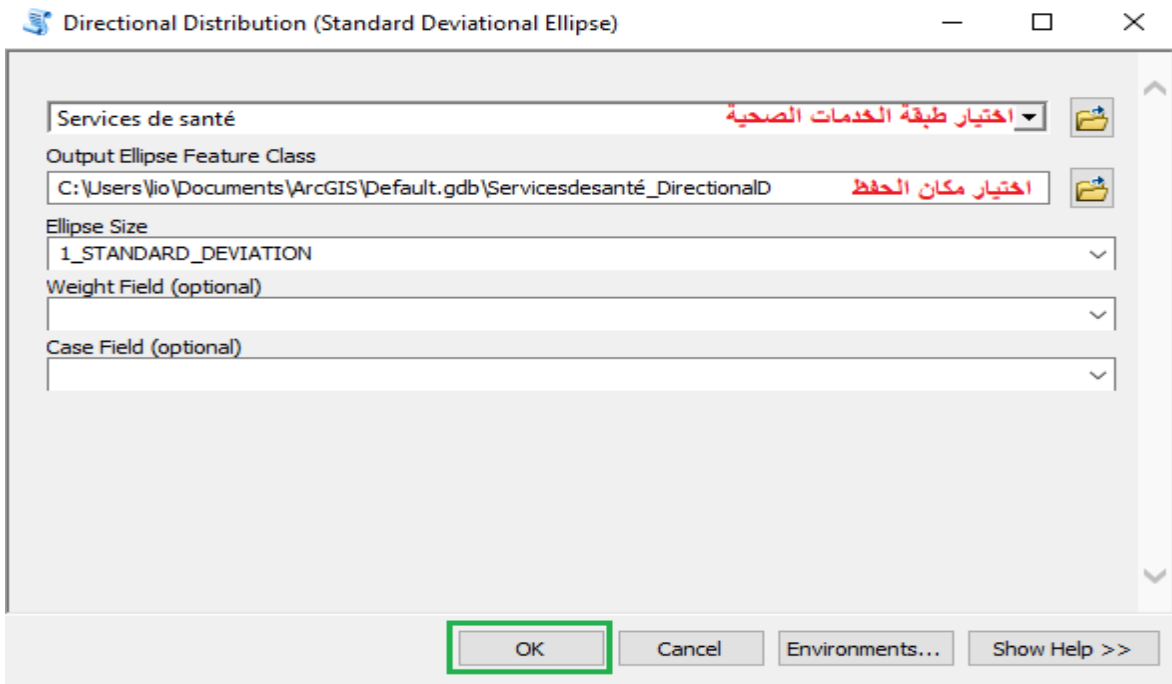 Directional Distribution (Standard Deviational Ellipse)
Services de santé اختيار طبقة الخدمات الصحية
Output Ellipse Feature Class
C:\Users\lio\Documents\ArcGIS\Default.gdb\Servicesdesanté_DirectionalD اختيار مكان الحفظ
Ellipse Size
1_STANDARD_DEVIATION
Weight Field (optional)
Case Field (optional)
OK Cancel Environments... Show Help >>